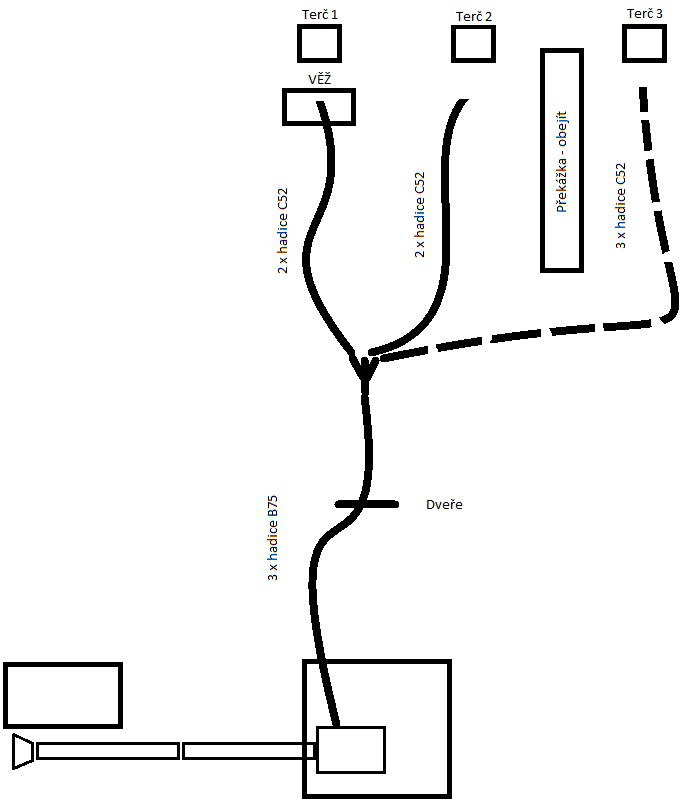 Terč 1
Terč 2
Terč 3
VĚŽ
2 x hadice C52
2 x hadice C52
Překážka - obejít
3 x hadice C52
3 x hadice B75
Dveře